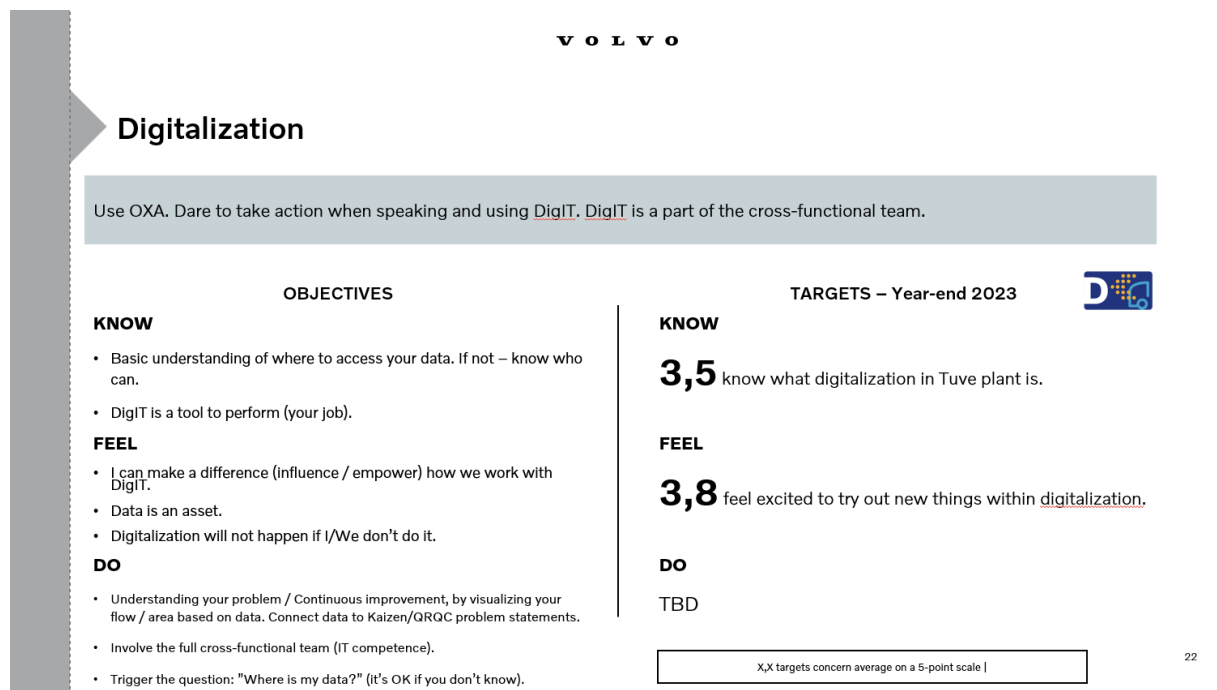 VOLVO
Digitalization
Use OXA. Dare to take action when speaking and using DigIT. DigIT is a part of the cross-functional team.
OBJECTIVES
KNOW
• Basic understanding of where to access your data. If not – know who
can.
• DigIT is a tool to perform (your job).
FEEL
• I can make a difference (influence / empower) how we work with
DigIT.
• Data is an asset.
• Digitalization will not happen if I/We don’t do it.
DO
• Understanding your problem / Continuous improvement, by visualizing your
flow / area based on data. Connect data to Kaizen/QRQC problem statements.
• Involve the full cross-functional team (IT competence).
• Trigger the question: ”Where is my data?” (it’s OK if you don’t know).
TARGETS – Year-end 2023
D
KNOW
3,5 know what digitalization in Tuve plant is.
FEEL
3,8 feel excited to try out new things within digitalization.
DO
TBD
X,X targets concern average on a 5-point scale |
22